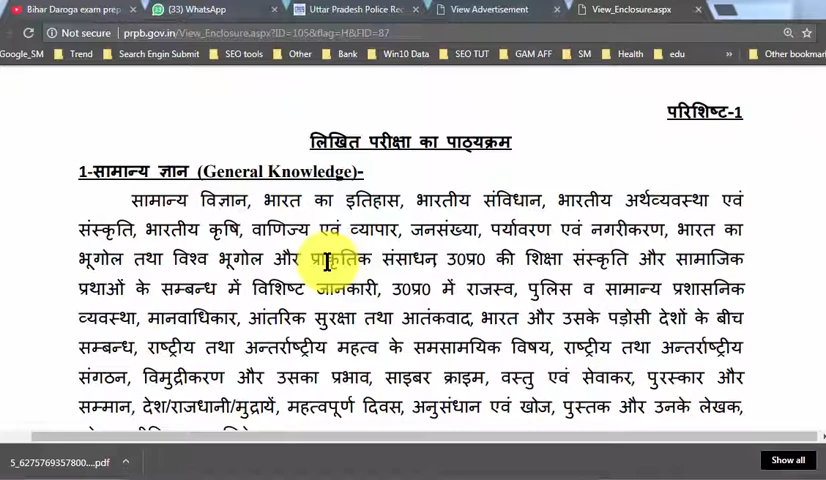 Bihar Daroga exam prep
(33) WhatsApp
Uttar Pradesh Police Rec
View Advertisement
View_Enclosure.aspx
Not secure
prpb.gov.in/View_Enclosure.aspx?ID=105&flag=H&FID=87
Google_SM
Trend
Search Engin Submit
SEO tools
Other
Bank
Win10 Data
SEO TUT
GAM AFF
SM
Health
edu
»
Other bookmar
परिशिष्ट-1
लिखित परीक्षा का पाठ्यक्रम
1-सामान्य ज्ञान (General Knowledge)-
सामान्य विज्ञान, भारत का इतिहास, भारतीय संविधान, भारतीय अर्थव्यवस्था एवं
संस्कृति, भारतीय कृषि, वाणिज्य एवं व्यापार, जनसंख्या, पर्यावरण एवं नगरीकरण, भारत का
भूगोल तथा विश्व भूगोल और प्राकृतिक संसाधन, उ0प्र0 की शिक्षा संस्कृति और सामाजिक
प्रथाओं के सम्बन्ध में विशिष्ट जानकारी, उ0प्र0 में राजस्व, पुलिस व सामान्य प्रशासनिक
व्यवस्था, मानवाधिकार, आंतरिक सुरक्षा तथा आतंकवाद, भारत और उसके पड़ोसी देशों के बीच
सम्बन्ध, राष्ट्रीय तथा अन्तर्राष्ट्रीय महत्व के समसामयिक विषय, राष्ट्रीय तथा अन्तर्राष्ट्रीय
संगठन, विमुद्रीकरण और उसका प्रभाव, साइबर क्राइम, वस्तु एवं सेवाकर, पुरस्कार और
सम्मान, देश/राजधानी/मुद्रायें, महत्वपूर्ण दिवस, अनुसंधान एवं खोज, पुस्तक और उनके लेखक,
5_6275769357800....pdf
Show all